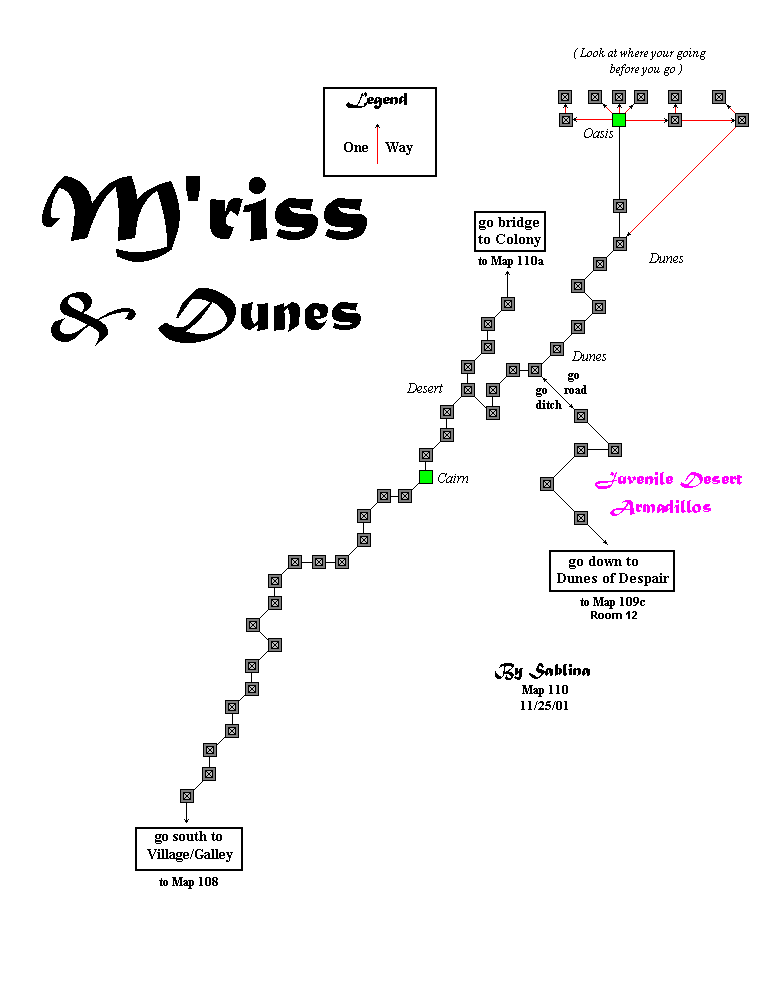 ( Look at where your going
before you go )
Legend
One Way
Oasis
M'riss
& Dunes
go bridge
to Colony
to Map 110a
Dunes
Dunes
go
road
go
ditch
Desert
Cairn
Juvenile Desert
Armadillos
go down to
Dunes of Despair
to Map 109c
Room 12
By Sablina
Map 110
11/25/01
go south to
Village/Galley
to Map 108